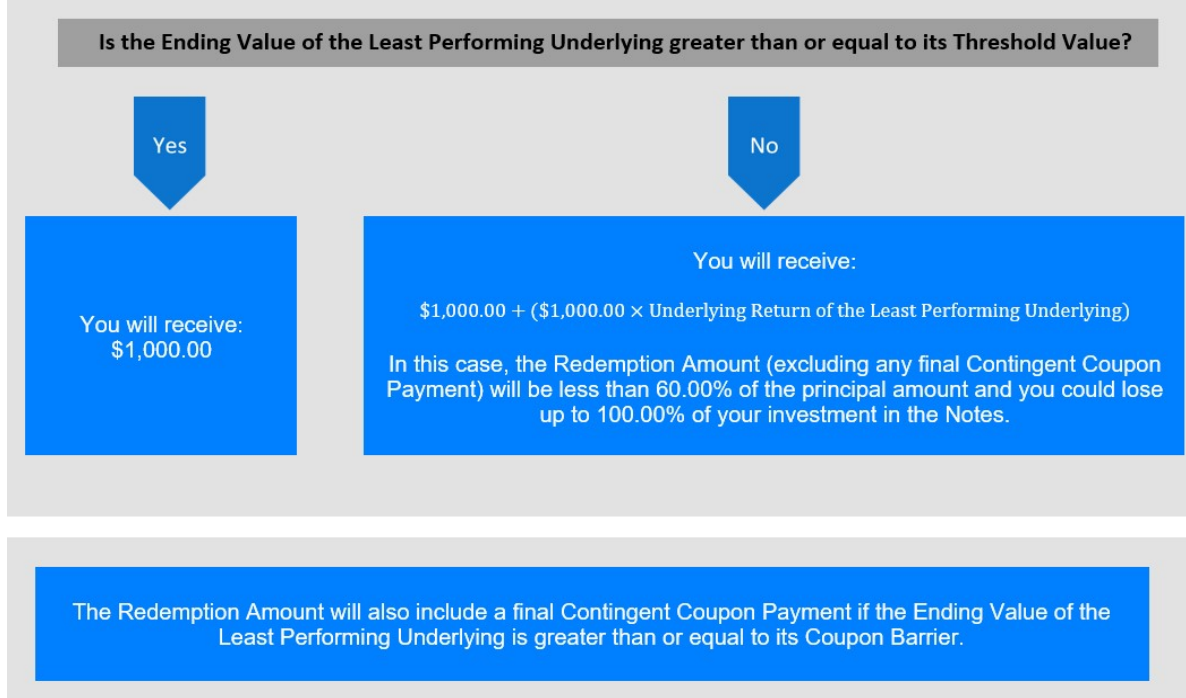 Is the Ending Value of the Least Performing Underlying greater than or equal to its Threshold Value?
Yes
No
You will receive:
$1,000.00
You will receive:
$1,000.00 + ($1,000.00 × Underlying Return of the Least Performing Underlying)
In this case, the Redemption Amount (excluding any final Contingent Coupon
Payment) will be less than 60.00% of the principal amount and you could lose
up to 100.00% of your investment in the Notes.
The Redemption Amount will also include a final Contingent Coupon Payment if the Ending Value of the
Least Performing Underlying is greater than or equal to its Coupon Barrier.